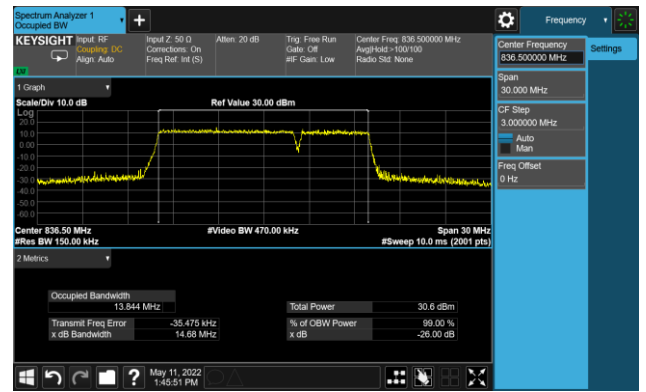 Spectrum Analyzer 1
Occupied BW
Frequency
KEYSIGHT
Input: RF
Coupling: DC
Align: Auto
Input Z: 50 Ω
Corrections: On
Freq Ref: Int (S)
Atten: 20 dB
Trig: Free Run
Gate: Off
#IF Gain: Low
Center Freq: 836.500000 MHz
Avg|Hold:>100/100
Radio Std: None
Center Frequency
836.500000 MHz
Settings
Span
30.000 MHz
CF Step
3.000000 MHz
Auto
Man
Freq Offset
0 Hz
1 Graph
Scale/Div 10.0 dB
Ref Value 30.00 dBm
Log
20.0
10.0
0.00
-10.0
-20.0
-30.0
-40.0
-50.0
-60.0
Center 836.50 MHz
#Video BW 470.00 kHz
Span 30 MHz
#Res BW 150.00 kHz
#Sweep 10.0 ms (2001 pts)
2 Metrics
Occupied Bandwidth
13.844 MHz
Total Power
30.6 dBm
Transmit Freq Error
-35.475 kHz
% of OBW Power
99.00 %
x dB Bandwidth
14.68 MHz
x dB
-26.00 dB
?
May 11, 2022
1:45:51 PM